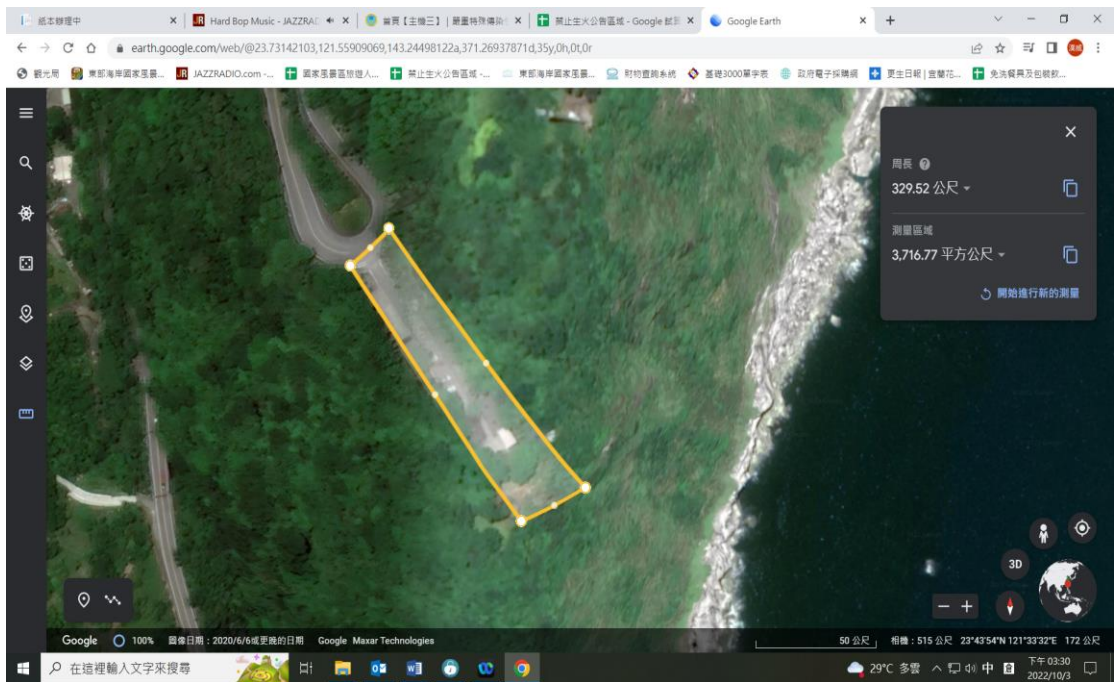 紙本辦理中
Hard Bop Music - JAZZRAD
首頁【主機三】 | 嚴重特殊傳染
禁止生火公告區域 - Google 試算
Google Earth
earth.google.com/web/@23.73142103,121.55909069,143.24498122a,371.26937871d,35y,0h,0t,0r
觀光局
東部海岸國家風景...
JAZZRADIO.com -...
國家風景區旅遊人...
禁止生火公告區域 -...
東部海岸國家風景...
財物查詢系統
基礎3000單字表
政府電子採購網
更生日報 | 宜蘭花...
免洗餐具及包裝飲...
周長
329.52 公尺
測量區域
3,716.77 平方公尺
開始進行新的測量
3D
Google 100% 圖像日期:2020/6/6或更晚的日期 Google Maxar Technologies
50 公尺 相機:515 公尺 23°43'54"N 121°33'32"E 172 公尺
在這裡輸入文字來搜尋
29°C 多雲
中
下午 03:30
2022/10/3